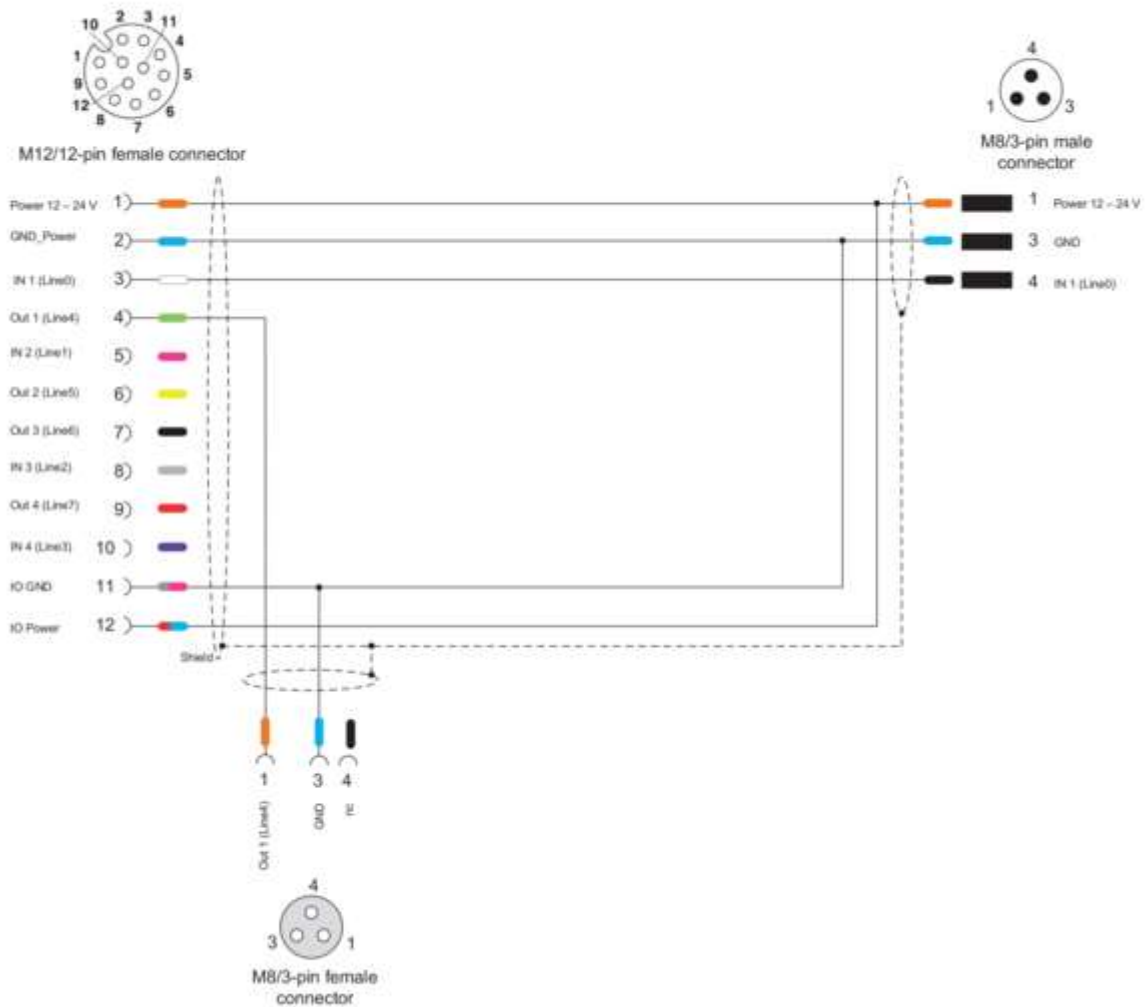 2 3 11
10
4
1
5
9
12
6
8
7
M12/12-pin female connector
4
1 3
M8/3-pin male
connector
Power 12 – 24 V 1
GND_Power 2
IN 1 (Line0) 3
Out 1 (Line4) 4
IN 2 (Line1) 5
Out 2 (Line5) 6
Out 3 (Line6) 7
IN 3 (Line2) 8
Out 4 (Line7) 9
IN 4 (Line3) 10
IO GND 11
IO Power 12
Shield
1 Power 12 – 24 V
3 GND
4 IN 1 (Line0)
1 3 4
Out 1 (Line4)
GND
nc
4
3 1
M8/3-pin female
connector